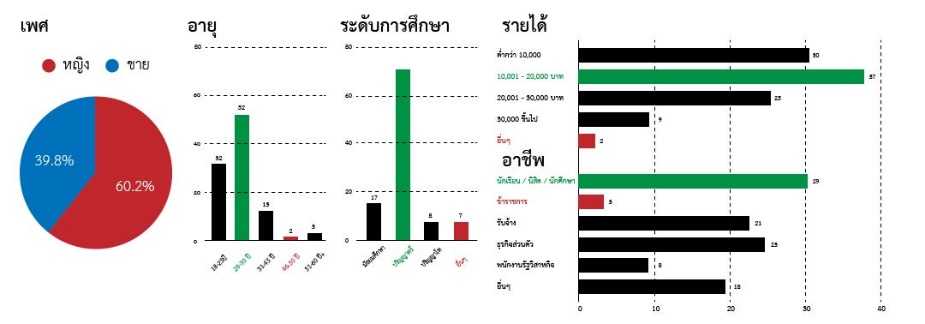 เพศ
หญิง ชาย
39.8%
60.2%
อายุ
80
60
40
20
0
32
52
13
2
3
18-25ปี
26-30 ปี
31-45 ปี
46-50 ปี
51-60 ปี+
ระดับการศึกษา
80
60
40
20
0
17
8
7
มัธยมศึกษา
ปริญญาตรี
ปริญญาโท
อื่นๆ
รายได้
ต่ำกว่า 10,000 30
10,001 - 20,000 บาท 37
20,001 - 30,000 บาท 25
30,000 ขึ้นไป 9
อื่นๆ 2
อาชีพ
นักเรียน / นิสิต / นักศึกษา 29
ข้าราชการ 3
รับจ้าง 21
ธุรกิจส่วนตัว 23
พนักงานรัฐวิสาหกิจ 8
อื่นๆ 18
0 10 20 30 40